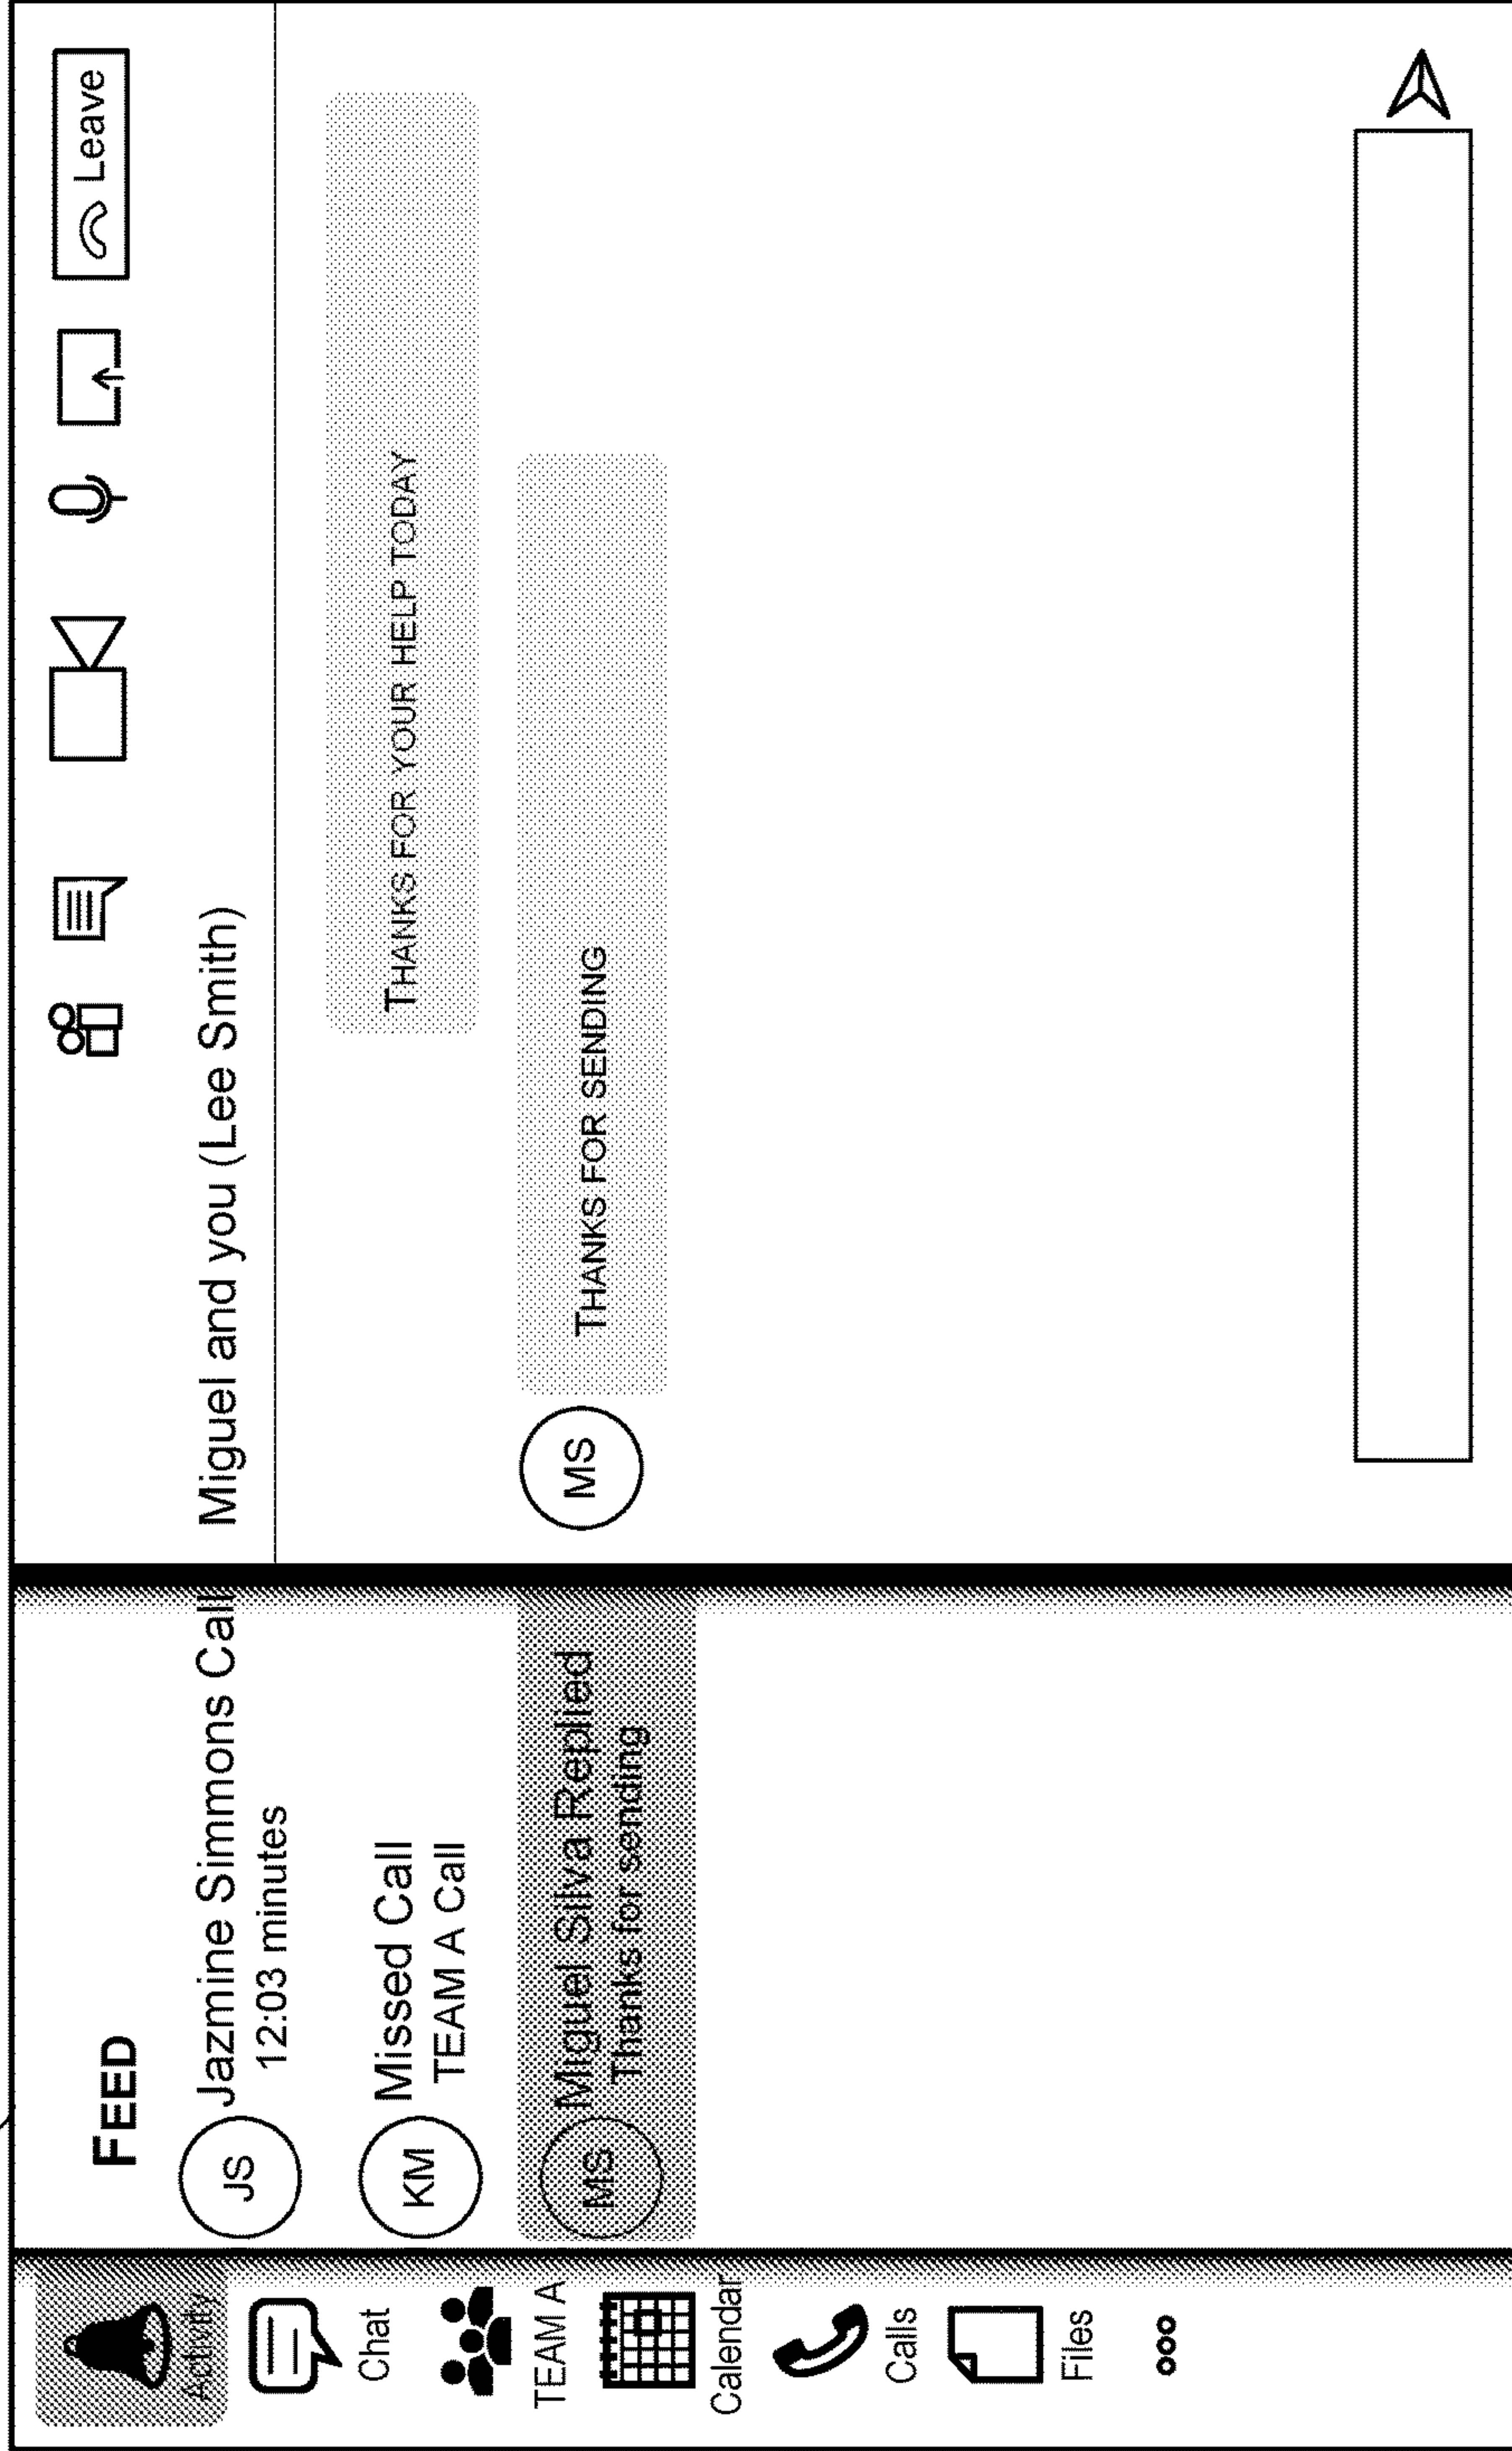 Activity
Chat
TEAM A
Calendar
Calls
Files
FEED
JS
Jazmine Simmons Call
12:03 minutes
KM
Missed Call
TEAM A Call
MS
Miguel Silva Replied
Thanks for sending
Leave
Miguel and you (Lee Smith)
THANKS FOR YOUR HELP TODAY
MS
THANKS FOR SENDING